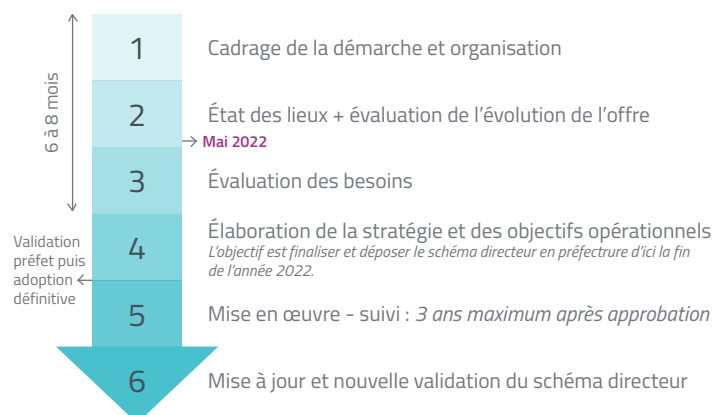 6 à 8 mois
1
Cadrage de la démarche et organisation
2
État des lieux + évaluation de l’évolution de l’offre
Mai 2022
3
Évaluation des besoins
Validation
préfet puis
adoption
définitive
4
Élaboration de la stratégie et des objectifs opérationnels
L'objectif est finaliser et déposer le schéma directeur en préfectrure d'ici la fin
de l'année 2022.
5
Mise en œuvre - suivi : 3 ans maximum après approbation
6
Mise à jour et nouvelle validation du schéma directeur